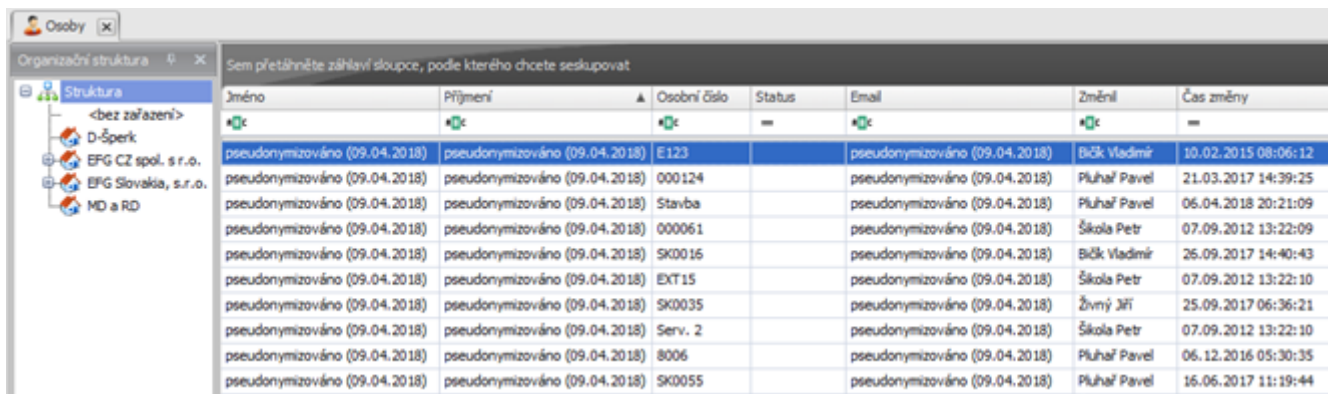 Osoby
Organizační struktura
Sem přetáhněte záhlaví sloupce, podle kterého chcete seskupovat
Struktura
<bez zařazení>
D-Šperk
EFG CZ spol. s r.o.
EFG Slovakia, s.r.o.
MD a RD
Jméno Příjmení Osobní číslo Status Email Změnil Čas změny
pseudonymizováno (09.04.2018) pseudonymizováno (09.04.2018) E123 pseudonymizováno (09.04.2018) Bičík Vladimír 10.02.2015 08:06:12
pseudonymizováno (09.04.2018) pseudonymizováno (09.04.2018) 000124 pseudonymizováno (09.04.2018) Pluhař Pavel 21.03.2017 14:39:25
pseudonymizováno (09.04.2018) pseudonymizováno (09.04.2018) Stavba pseudonymizováno (09.04.2018) Pluhař Pavel 06.04.2018 20:21:09
pseudonymizováno (09.04.2018) pseudonymizováno (09.04.2018) 000061 pseudonymizováno (09.04.2018) Šikola Petr 07.09.2012 13:22:09
pseudonymizováno (09.04.2018) pseudonymizováno (09.04.2018) SK0016 pseudonymizováno (09.04.2018) Bičík Vladimír 26.09.2017 14:40:43
pseudonymizováno (09.04.2018) pseudonymizováno (09.04.2018) EXT15 pseudonymizováno (09.04.2018) Šikola Petr 07.09.2012 13:22:10
pseudonymizováno (09.04.2018) pseudonymizováno (09.04.2018) SK0035 pseudonymizováno (09.04.2018) Živný Jiří 25.09.2017 06:36:21
pseudonymizováno (09.04.2018) pseudonymizováno (09.04.2018) Serv. 2 pseudonymizováno (09.04.2018) Šikola Petr 07.09.2012 13:22:10
pseudonymizováno (09.04.2018) pseudonymizováno (09.04.2018) 8006 pseudonymizováno (09.04.2018) Pluhař Pavel 06.12.2016 05:30:35
pseudonymizováno (09.04.2018) pseudonymizováno (09.04.2018) SK0055 pseudonymizováno (09.04.2018) Pluhař Pavel 16.06.2017 11:19:44